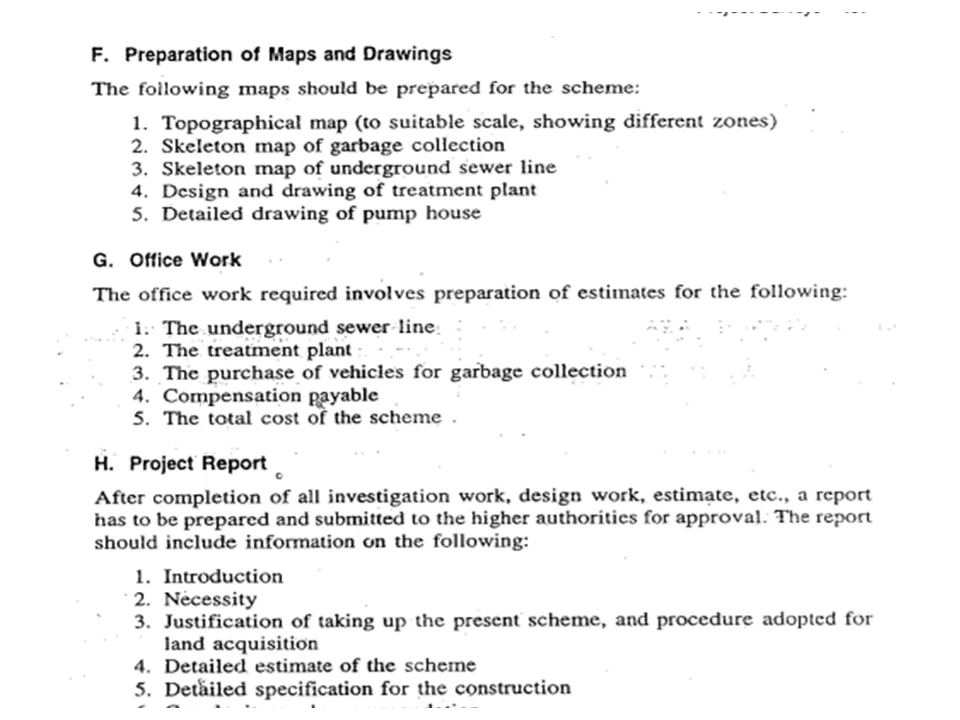 F. Preparation of Maps and Drawings
The following maps should be prepared for the scheme:
1. Topographical map (to suitable scale, showing different zones)
2. Skeleton map of garbage collection
3. Skeleton map of underground sewer line
4. Design and drawing of treatment plant
5. Detailed drawing of pump house
G. Office Work
The office work required involves preparation of estimates for the following:
1. The underground sewer line
2. The treatment plant
3. The purchase of vehicles for garbage collection
4. Compensation payable
5. The total cost of the scheme
H. Project Report
After completion of all investigation work, design work, estimate, etc., a report
has to be prepared and submitted to the higher authorities for approval. The report
should include information on the following:
1. Introduction
2. Necessity
3. Justification of taking up the present scheme, and procedure adopted for
land acquisition
4. Detailed estimate of the scheme
5. Detailed specification for the construction